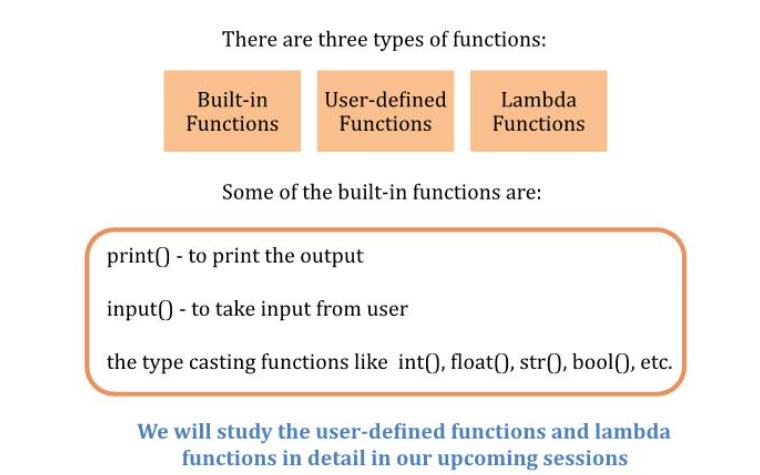 There are three types of functions:
Built-in
Functions
User-defined
Functions
Lambda
Functions
Some of the built-in functions are:
print() - to print the output
input() - to take input from user
the type casting functions like int(), float(), str(), bool(), etc.
We will study the user-defined functions and lambda
functions in detail in our upcoming sessions